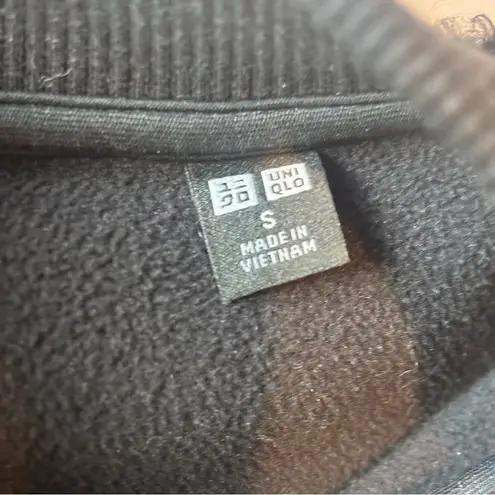 ユニ UNI
クロ QLO
S
MADE IN
VIETNAM